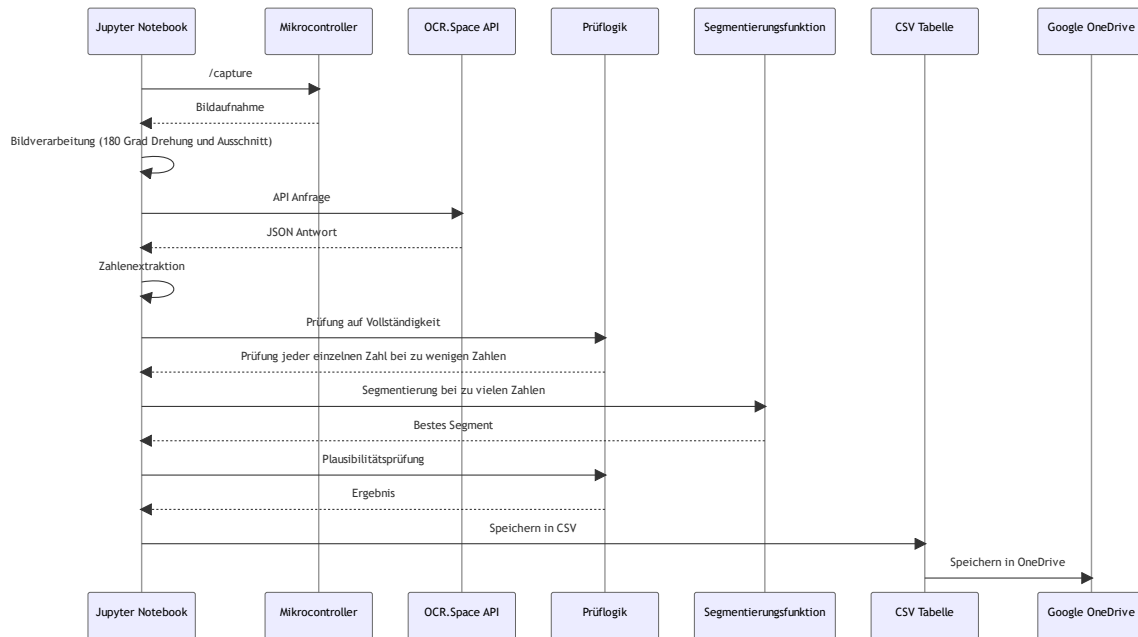 Jupyter Notebook
Mikrocontroller
OCR.Space API
Prüflogik
Segmentierungsfunktion
CSV Tabelle
Google OneDrive
/capture
Bildaufnahme
Bildverarbeitung (180 Grad Drehung und Ausschnitt)
API Anfrage
JSON Antwort
Zahlenextraktion
Prüfung auf Vollständigkeit
Prüfung jeder einzelnen Zahl bei zu wenigen Zahlen
Segmentierung bei zu vielen Zahlen
Bestes Segment
Plausibilitätsprüfung
Ergebnis
Speichern in CSV
Speichern in OneDrive
Jupyter Notebook
Mikrocontroller
OCR.Space API
Prüflogik
Segmentierungsfunktion
CSV Tabelle
Google OneDrive